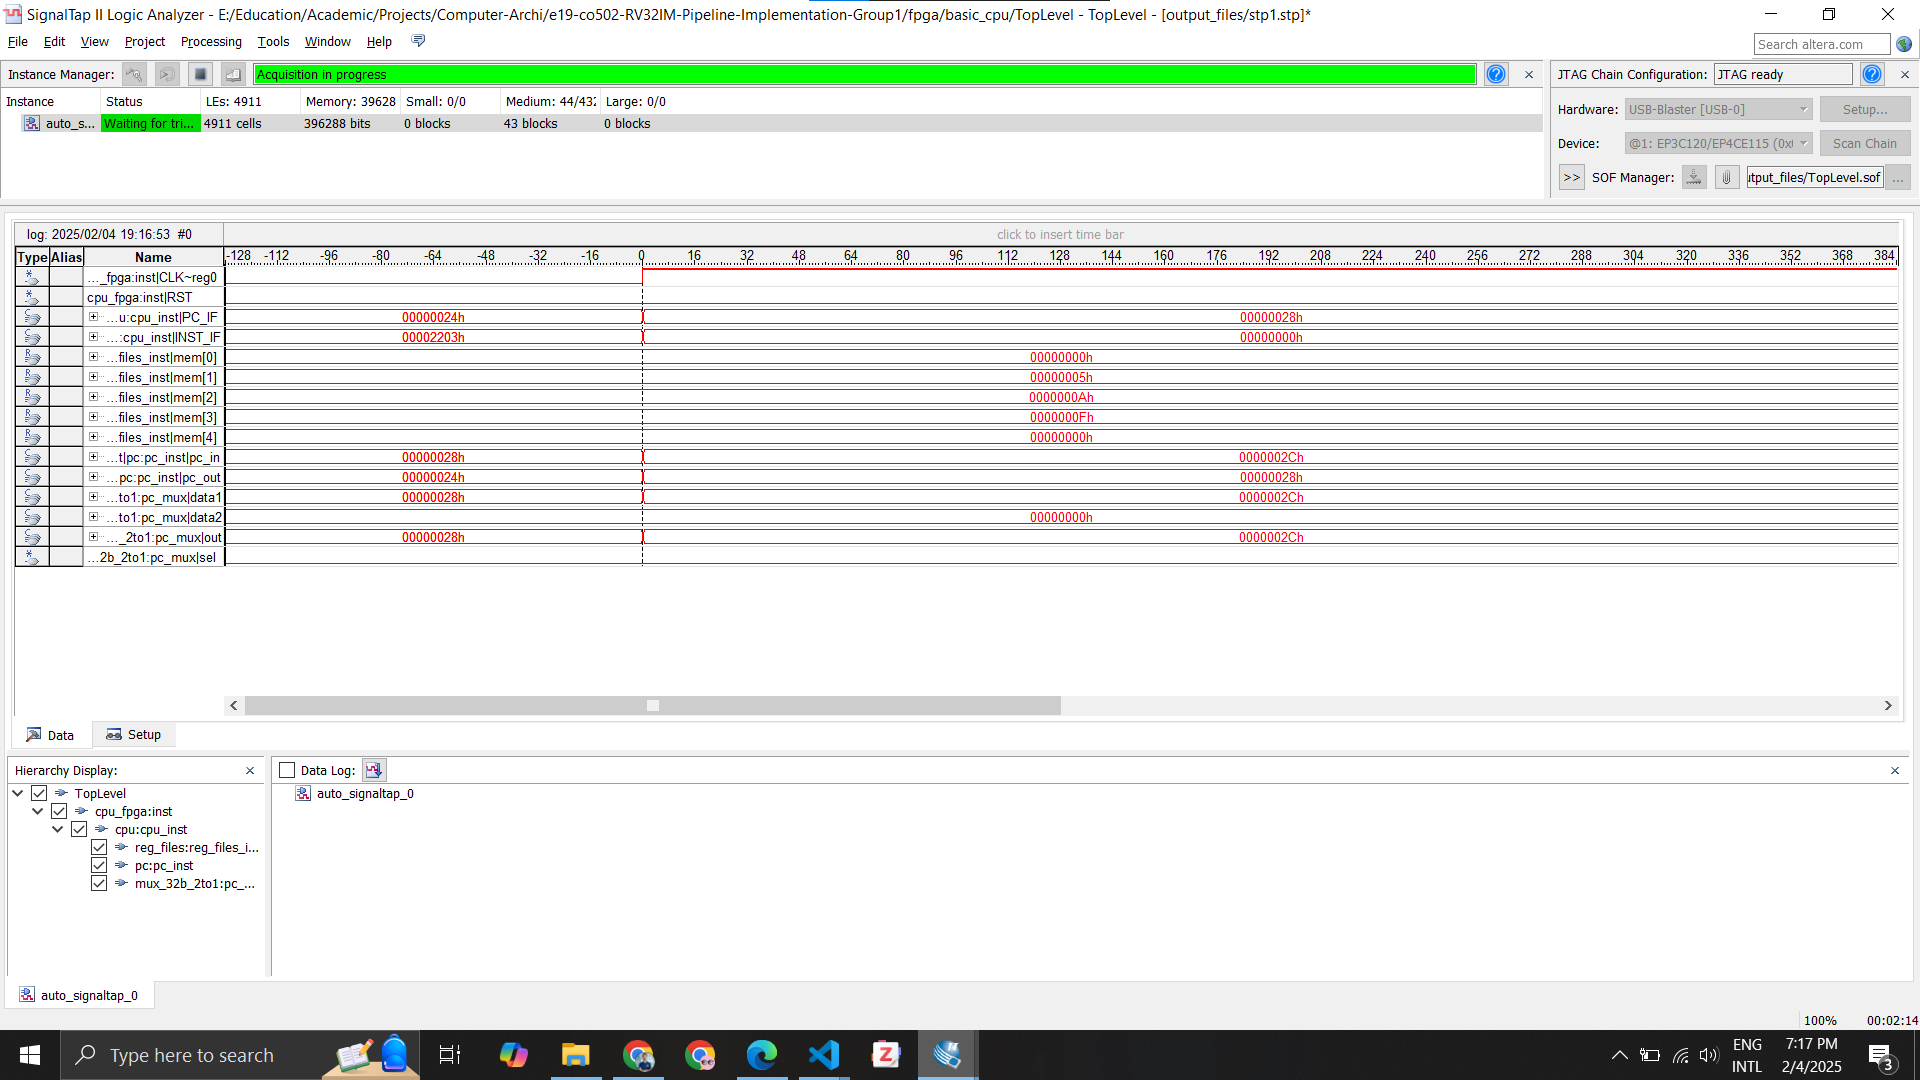 SignalTap II Logic Analyzer - E:/Education/Academic/Projects/Computer-Archi/e19-co502-RV32IM-Pipeline-Implementation-Group1/fpga/basic_cpu/TopLevel - TopLevel - [output_files/stp1.stp]*
File Edit View Project Processing Tools Window Help
Search altera.com
Instance Manager: Acquisition in progress
JTAG Chain Configuration: JTAG ready
Instance Status LEs: 4911 Memory: 39628 Small: 0/0 Medium: 44/432 Large: 0/0
auto_s... Waiting for tri... 4911 cells 396288 bits 0 blocks 43 blocks 0 blocks
Hardware: USB-Blaster [USB-0] Setup...
Device: @1: EP3C120/EP4CE115 (0x Scan Chain
>> SOF Manager: utput_files/TopLevel.sof ...
log: 2025/02/04 19:16:53 #0
click to insert time bar
Type Alias Name -128 -112 -96 -80 -64 -48 -32 -16 0 16 32 48 64 80 96 112 128 144 160 176 192 208 224 240 256 272 288 304 320 336 352 368 384
..._fpga:inst|CLK~reg0
cpu_fpga:inst|RST
...u:cpu_inst|PC_IF 00000024h 00000028h
...:cpu_inst|INST_IF 00002203h 00000000h
...files_inst|mem[0] 00000000h
...files_inst|mem[1] 00000005h
...files_inst|mem[2] 0000000Ah
...files_inst|mem[3] 0000000Fh
...files_inst|mem[4] 00000000h
...t|pc:pc_inst|pc_in 00000028h 0000002Ch
...pc:pc_inst|pc_out 00000024h 00000028h
...to1:pc_mux|data1 00000028h 0000002Ch
...to1:pc_mux|data2 00000000h
..._2to1:pc_mux|out 00000028h 0000002Ch
...2b_2to1:pc_mux|sel
Data Setup
Hierarchy Display:
TopLevel
cpu_fpga:inst
cpu:cpu_inst
reg_files:reg_files_i...
pc:pc_inst
mux_32b_2to1:pc_...
Data Log:
auto_signaltap_0
auto_signaltap_0
100% 00:02:14
Type here to search
ENG
INTL
7:17 PM
2/4/2025
3